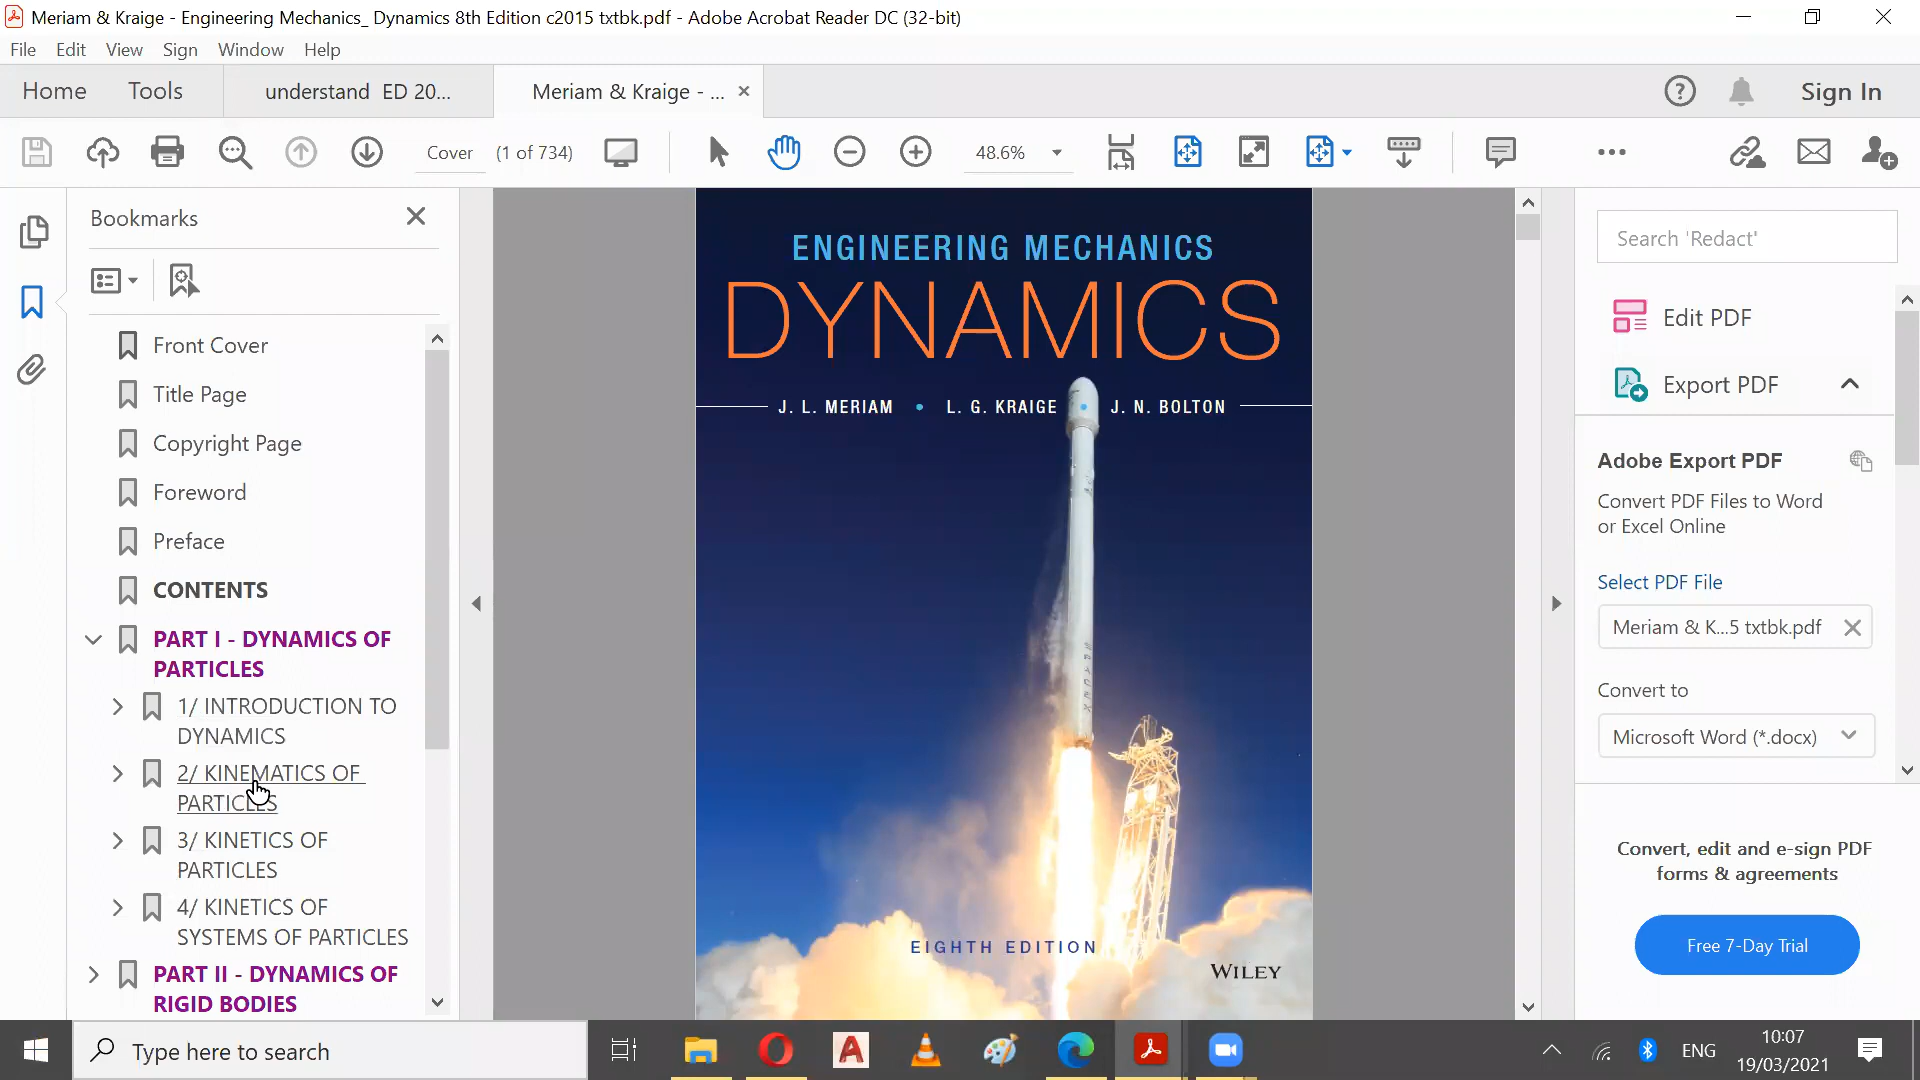 Meriam & Kraige - Engineering Mechanics_ Dynamics 8th Edition c2015 txtbk.pdf - Adobe Acrobat Reader DC (32-bit)
File Edit View Sign Window Help
Home Tools understand ED 20... Meriam & Kraige - ... Sign In
Cover (1 of 734) 48.6%
Bookmarks
Front Cover
Title Page
Copyright Page
Foreword
Preface
CONTENTS
PART I - DYNAMICS OF
PARTICLES
1/ INTRODUCTION TO
DYNAMICS
2/ KINEMATICS OF
PARTICLES
3/ KINETICS OF
PARTICLES
4/ KINETICS OF
SYSTEMS OF PARTICLES
PART II - DYNAMICS OF
RIGID BODIES
ENGINEERING MECHANICS
DYNAMICS
J. L. MERIAM • L. G. KRAIGE • J. N. BOLTON
EIGHTH EDITION
WILEY
Search 'Redact'
Edit PDF
Export PDF
Adobe Export PDF
Convert PDF Files to Word
or Excel Online
Select PDF File
Meriam & K...5 txtbk.pdf
Convert to
Microsoft Word (*.docx)
Convert, edit and e-sign PDF
forms & agreements
Free 7-Day Trial
Type here to search
ENG
10:07
19/03/2021